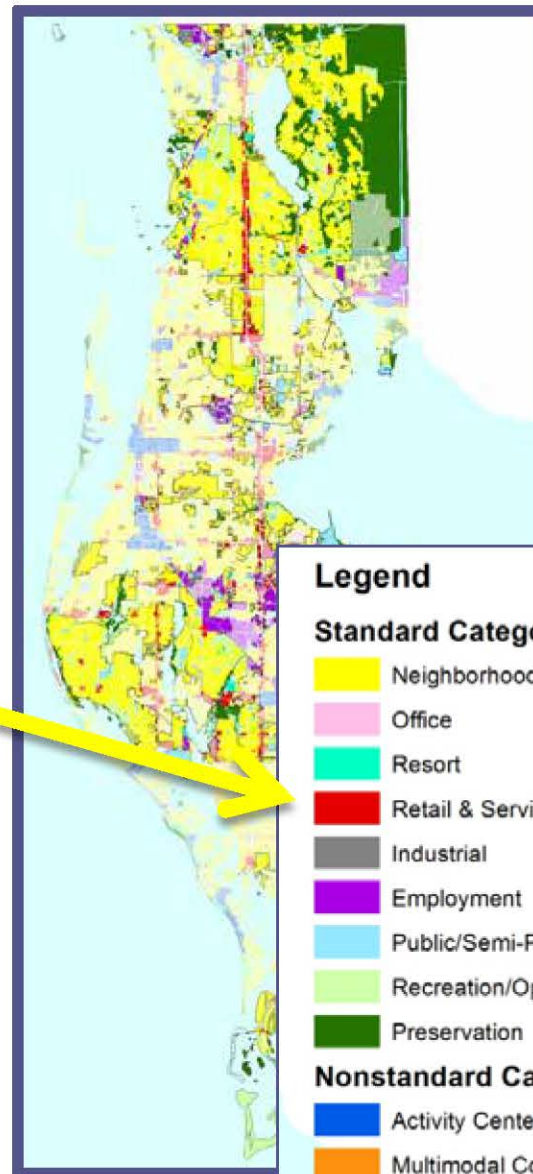 Legend
Standard Catego
Neighborhood
Office
Resort
Retail & Servi
Industrial
Employment
Public/Semi-P
Recreation/Op
Preservation
Nonstandard Ca
Activity Cente
Multimodal Co